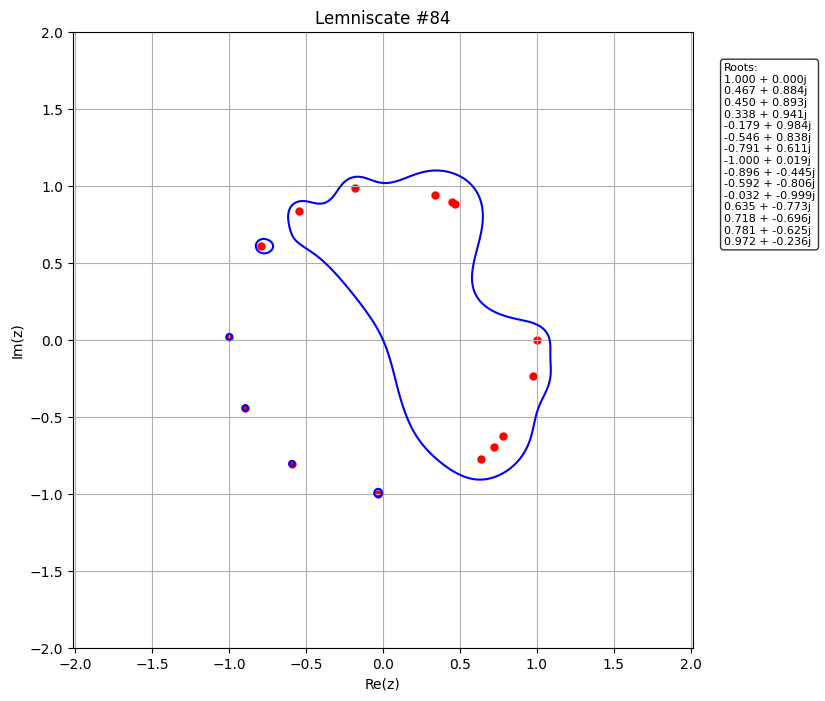 Lemniscate #84
2.0
1.5
1.0
0.5
0.0
−0.5
−1.0
−1.5
−2.0
−2.0 −1.5 −1.0 −0.5 0.0 0.5 1.0 1.5 2.0
Re(z)
Im(z)
Roots:
1.000 + 0.000j
0.467 + 0.884j
0.450 + 0.893j
0.338 + 0.941j
-0.179 + 0.984j
-0.546 + 0.838j
-0.791 + 0.611j
-1.000 + 0.019j
-0.896 + -0.445j
-0.592 + -0.806j
-0.032 + -0.999j
0.635 + -0.773j
0.718 + -0.696j
0.781 + -0.625j
0.972 + -0.236j